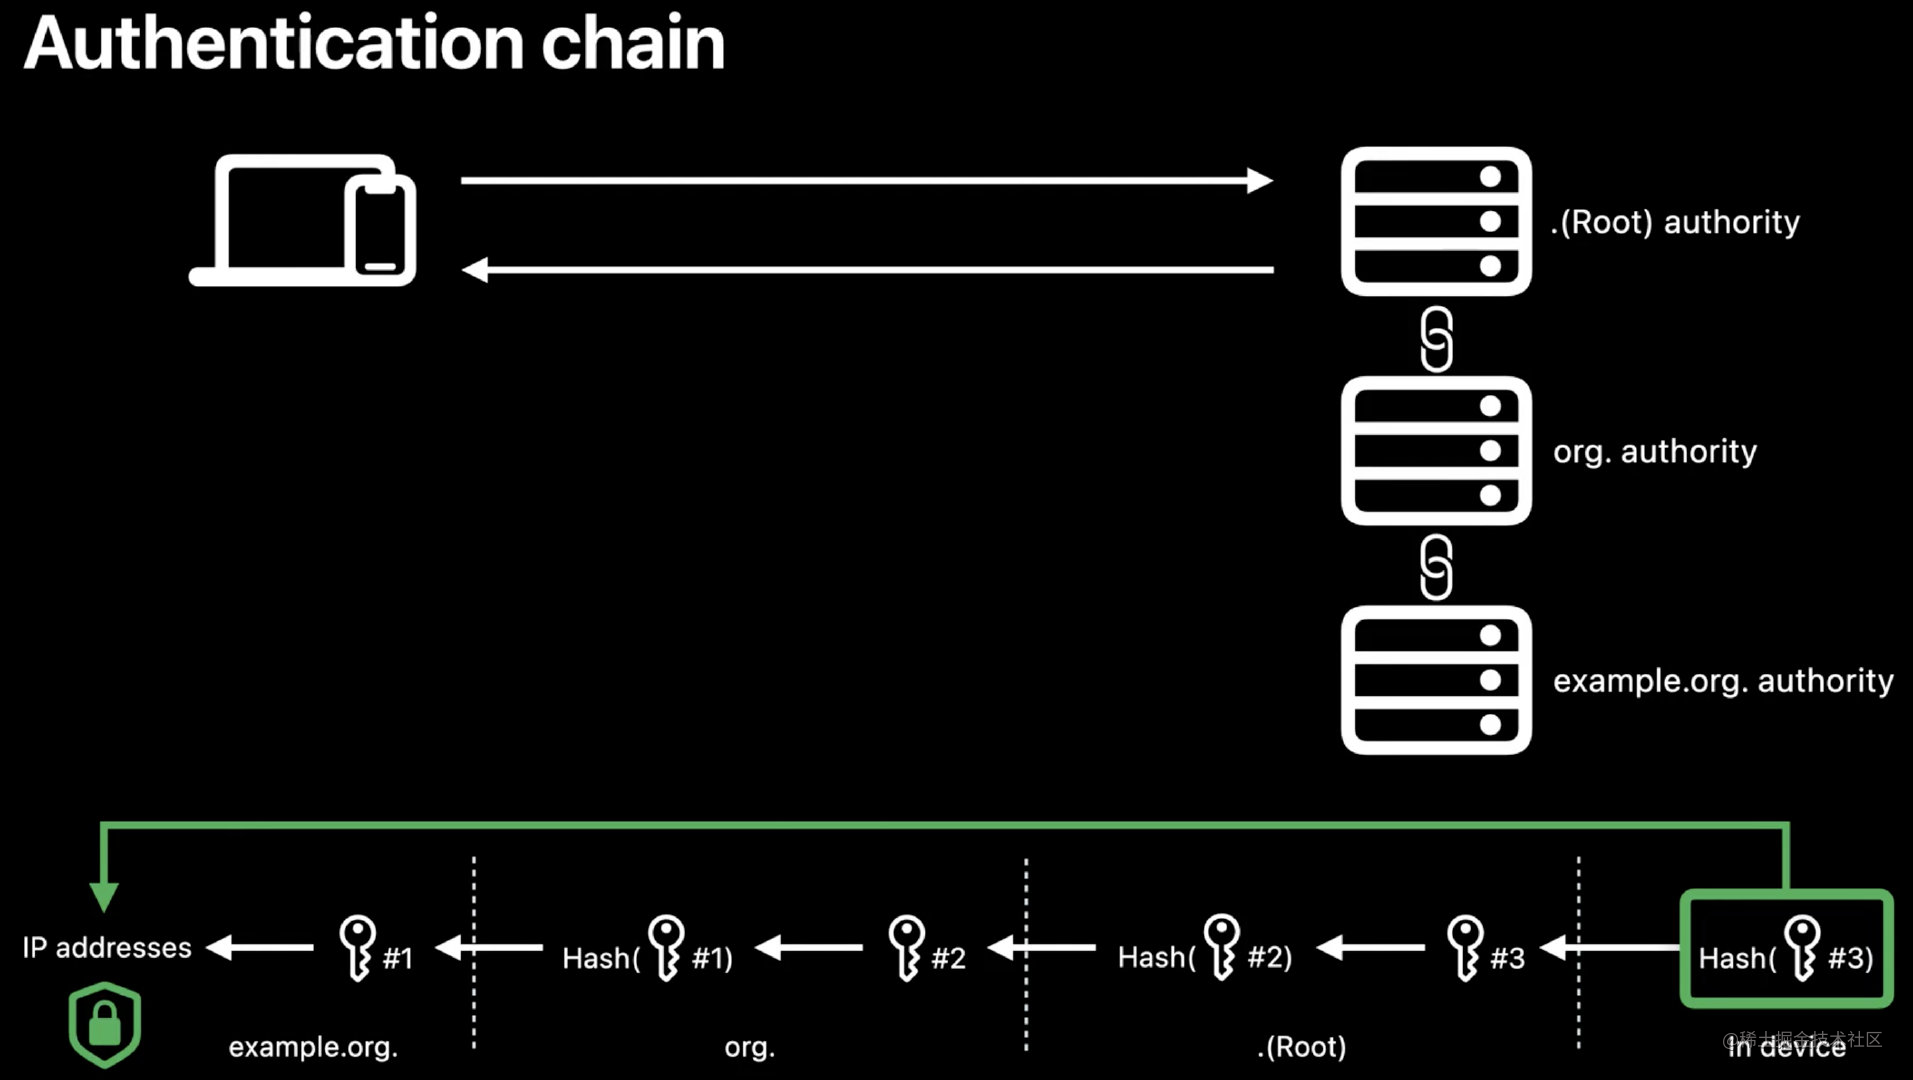 Authentication chain
.(Root) authority
org. authority
example.org. authority
IP addresses
#1
Hash( #1)
#2
Hash( #2)
#3
Hash( #3)
example.org.
org.
.(Root)
In device
@稀土掘金技术社区